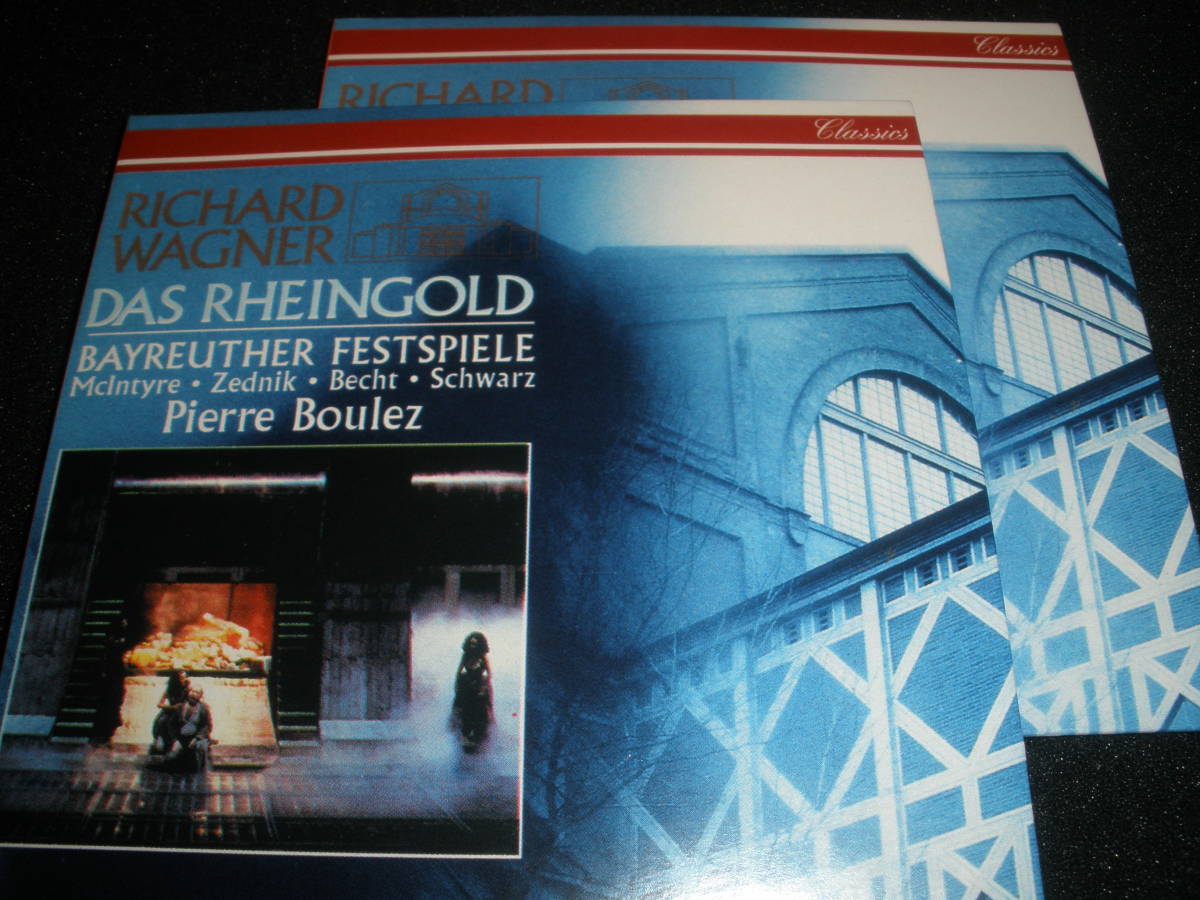 Classics
RICHARD
Classics
RICHARD
WAGNER
DAS RHEINGOLD
BAYREUTHER FESTSPIELE
McIntyre • Zednik • Becht • Schwarz
Pierre Boulez